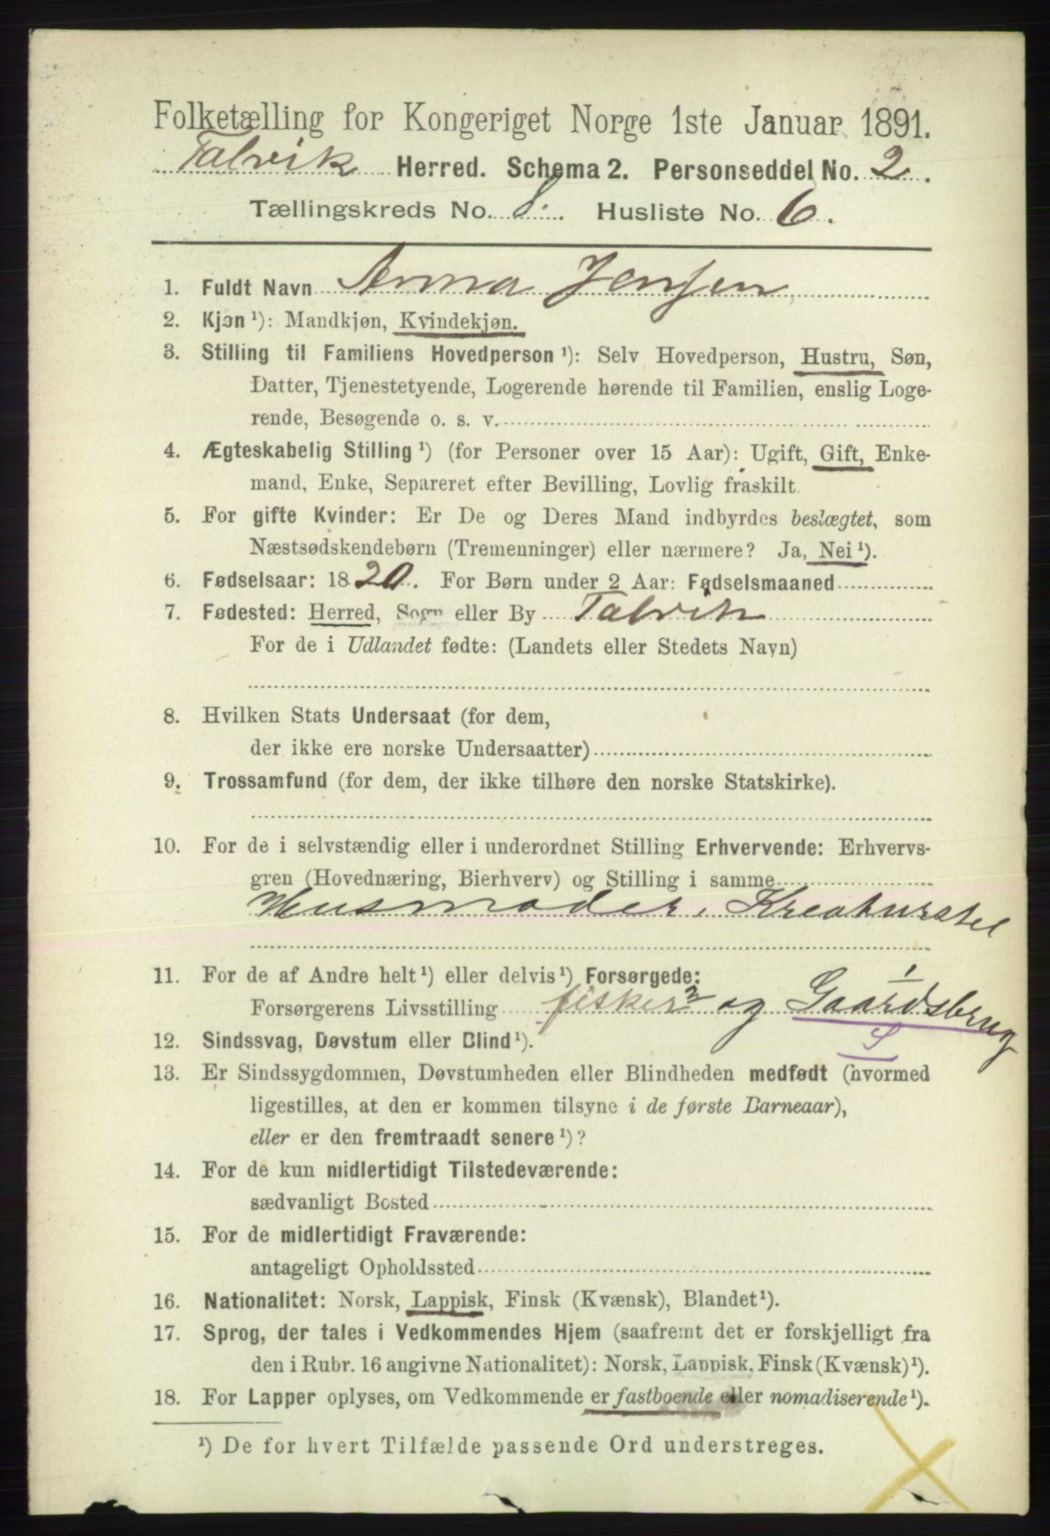 Folketælling for Kongeriget Norge 1ste Januar 1891.
Talvik Herred. Schema 2. Personseddel No. 2.
Tællingskreds No. 8. Husliste No. 6.
1. Fuldt Navn Anna Jensen
2. Kjøn ¹): Mandkjøn, Kvindekjøn.
3. Stilling til Familiens Hovedperson ¹): Selv Hovedperson, Hustru, Søn,
Datter, Tjenestetyende, Logerende hørende til Familien, enslig Loge-
rende, Besøgende o. s. v.
4. Ægteskabelig Stilling ¹) (for Personer over 15 Aar): Ugift, Gift, Enke-
mand, Enke, Separeret efter Bevilling, Lovlig fraskilt.
5. For gifte Kvinder: Er De og Deres Mand indbyrdes beslægtet, som
Næstsødskendebørn (Tremenninger) eller nærmere? Ja, Nei ¹).
6. Fødselsaar: 1820. For Børn under 2 Aar: Fødselsmaaned
7. Fødested: Herred, Sogn eller By Talvik
For de i Udlandet fødte: (Landets eller Stedets Navn)
8. Hvilken Stats Undersaat (for dem,
der ikke ere norske Undersaatter)
9. Trossamfund (for dem, der ikke tilhøre den norske Statskirke).
10. For de i selvstændig eller i underordnet Stilling Erhvervende: Erhvervs-
gren (Hovednæring, Bierhverv) og Stilling i samme
Husmoder, Kreaturstel
11. For de af Andre helt ¹) eller delvis ¹) Forsørgede: 1
Forsørgerens Livsstilling fisker og Gaardsbrug
12. Sindssvag, Døvstum eller Blind ¹).
13. Er Sindssygdommen, Døvstumheden eller Blindheden medfødt (hvormed
ligestilles, at den er kommen tilsyne i de første Barneaar),
eller er den fremtraadt senere ¹)?
14. For de kun midlertidigt Tilstedeværende:
sædvanligt Bosted
15. For de midlertidigt Fraværende:
antageligt Opholdssted
16. Nationalitet: Norsk, Lappisk, Finsk (Kvænsk), Blandet ¹).
17. Sprog, der tales i Vedkommendes Hjem (saafremt det er forskjelligt fra
den i Rubr. 16 angivne Nationalitet): Norsk, Lappisk, Finsk (Kvænsk) ¹).
18. For Lapper oplyses, om Vedkommende er fastboende eller nomadiserende ¹).
¹) De for hvert Tilfælde passende Ord understreges.